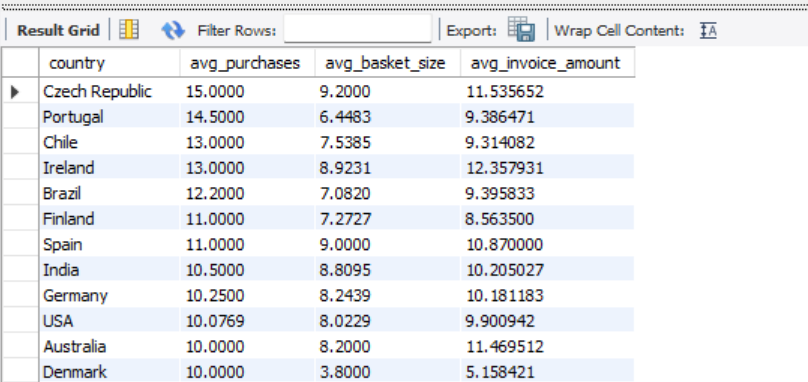 Result Grid Filter Rows: Export: Wrap Cell Content: IA
country avg_purchases avg_basket_size avg_invoice_amount
Czech Republic 15.0000 9.2000 11.535652
Portugal 14.5000 6.4483 9.386471
Chile 13.0000 7.5385 9.314082
Ireland 13.0000 8.9231 12.357931
Brazil 12.2000 7.0820 9.395833
Finland 11.0000 7.2727 8.563500
Spain 11.0000 9.0000 10.870000
India 10.5000 8.8095 10.205027
Germany 10.2500 8.2439 10.181183
USA 10.0769 8.0229 9.900942
Australia 10.0000 8.2000 11.469512
Denmark 10.0000 3.8000 5.158421